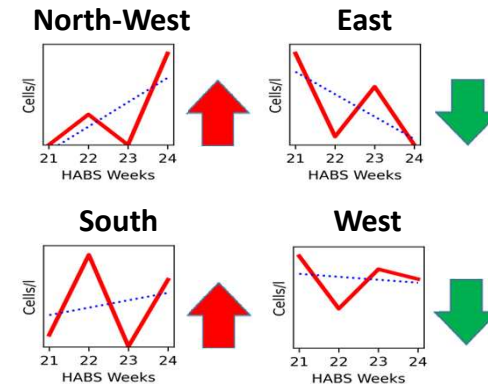 North-West
Cells/l
21 22 23 24
HABS Weeks
East
Cells/l
21 22 23 24
HABS Weeks
South
Cells/l
21 22 23 24
HABS Weeks
West
Cells/l
21 22 23 24
HABS Weeks